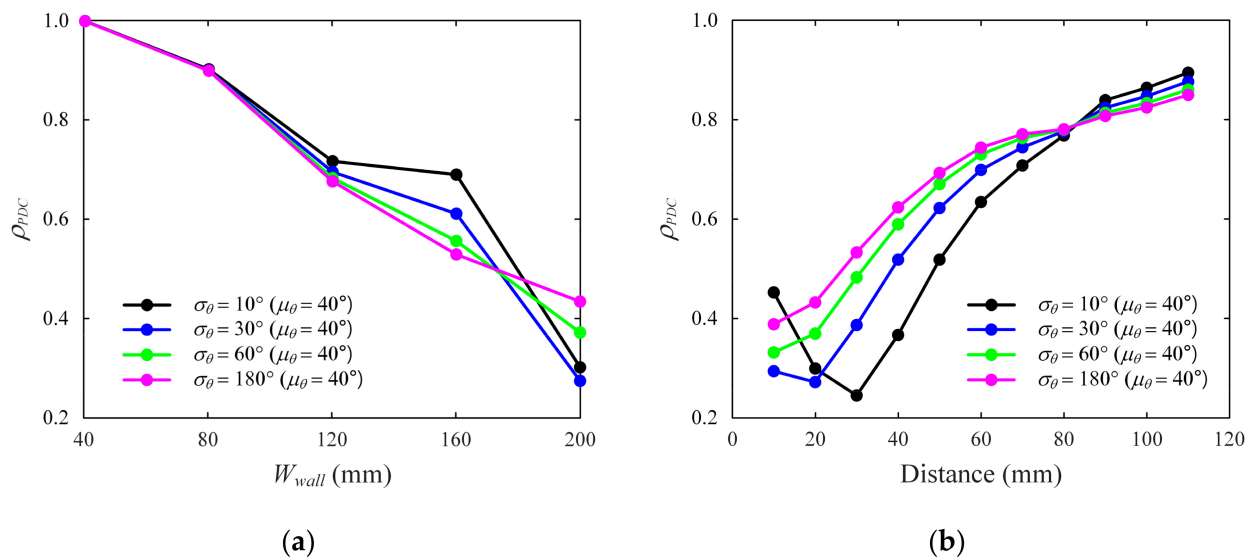 1.0
0.8
0.6
0.4
0.2
ρPDC
σθ = 10° (μθ = 40°)
σθ = 30° (μθ = 40°)
σθ = 60° (μθ = 40°)
σθ = 180° (μθ = 40°)
40 80 120 160 200
Wwall (mm)
(a)
1.0
0.8
0.6
0.4
0.2
ρPDC
σθ = 10° (μθ = 40°)
σθ = 30° (μθ = 40°)
σθ = 60° (μθ = 40°)
σθ = 180° (μθ = 40°)
0 20 40 60 80 100 120
Distance (mm)
(b)